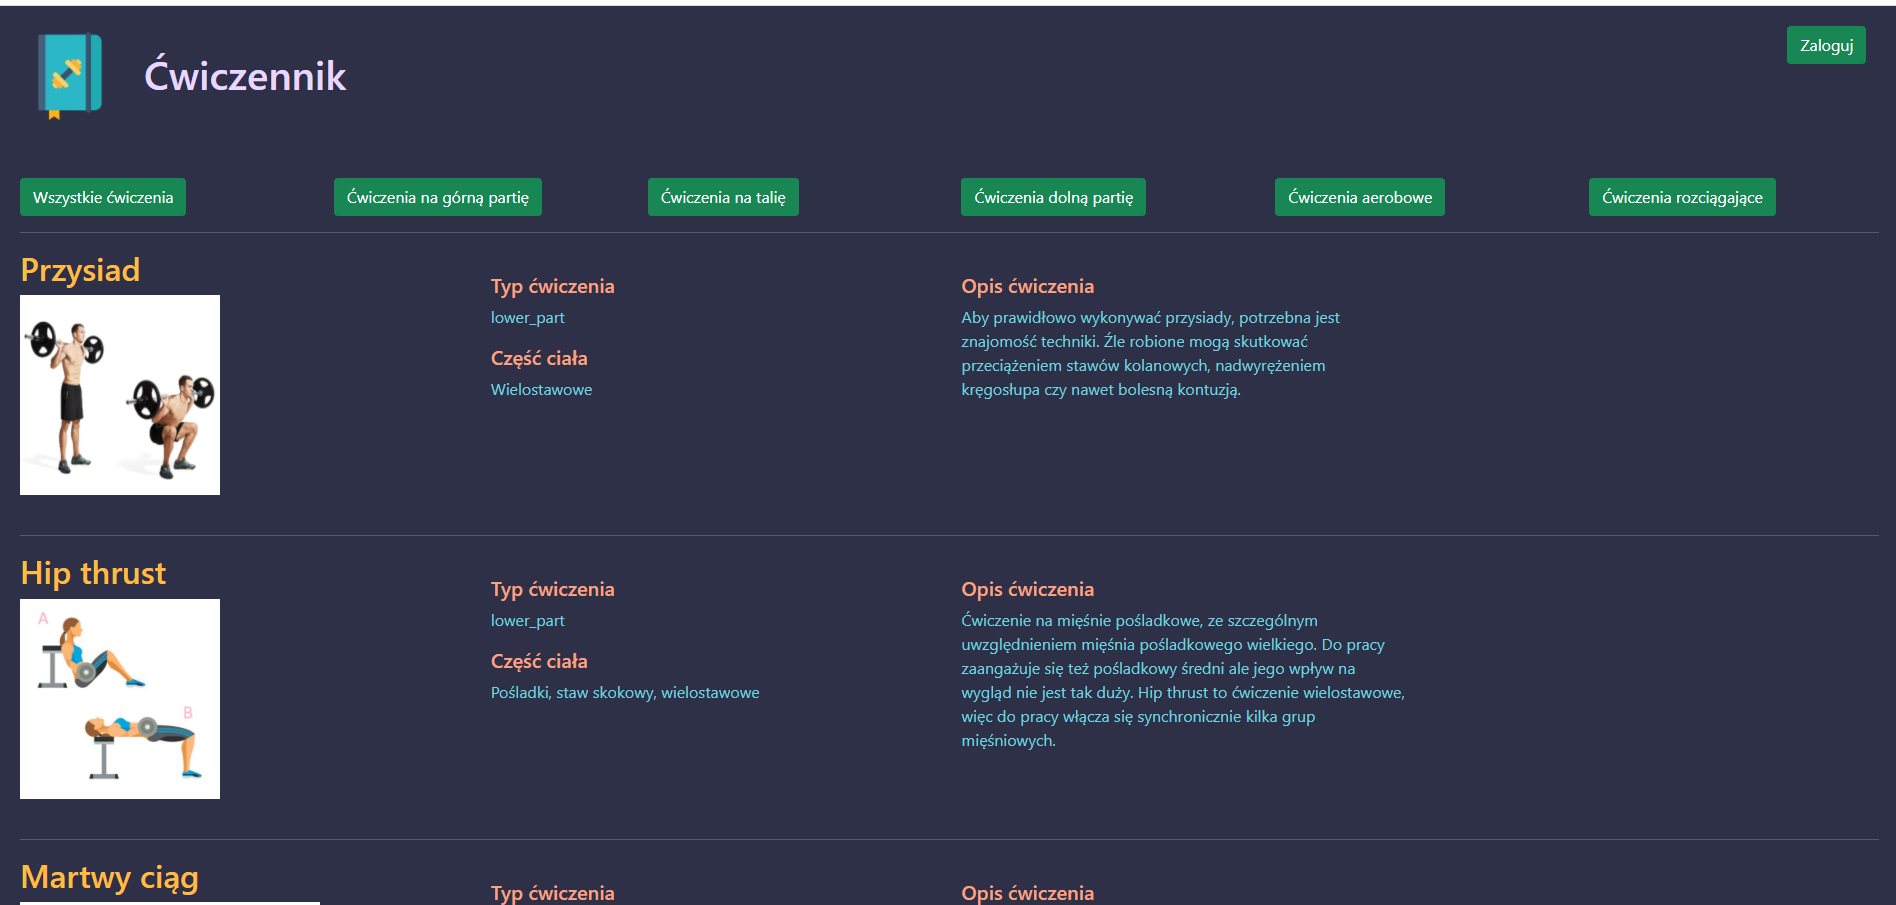 Ćwiczennik
Zaloguj
Wszystkie ćwiczenia
Ćwiczenia na górną partię
Ćwiczenia na talię
Ćwiczenia dolną partię
Ćwiczenia aerobowe
Ćwiczenia rozciągające
Przysiad
Typ ćwiczenia
lower_part
Część ciała
Wielostawowe
Opis ćwiczenia
Aby prawidłowo wykonywać przysiady, potrzebna jest
znajomość techniki. Źle robione mogą skutkować
przeciążeniem stawów kolanowych, nadwyrężeniem
kręgosłupa czy nawet bolesną kontuzją.
Hip thrust
A
B
Typ ćwiczenia
lower_part
Część ciała
Pośladki, staw skokowy, wielostawowe
Opis ćwiczenia
Ćwiczenie na mięśnie pośladkowe, ze szczególnym
uwzględnieniem mięśnia pośladkowego wielkiego. Do pracy
zaangażuje się też pośladkowy średni ale jego wpływ na
wygląd nie jest tak duży. Hip thrust to ćwiczenie wielostawowe,
więc do pracy włącza się synchronicznie kilka grup
mięśniowych.
Martwy ciąg
Typ ćwiczenia
Opis ćwiczenia